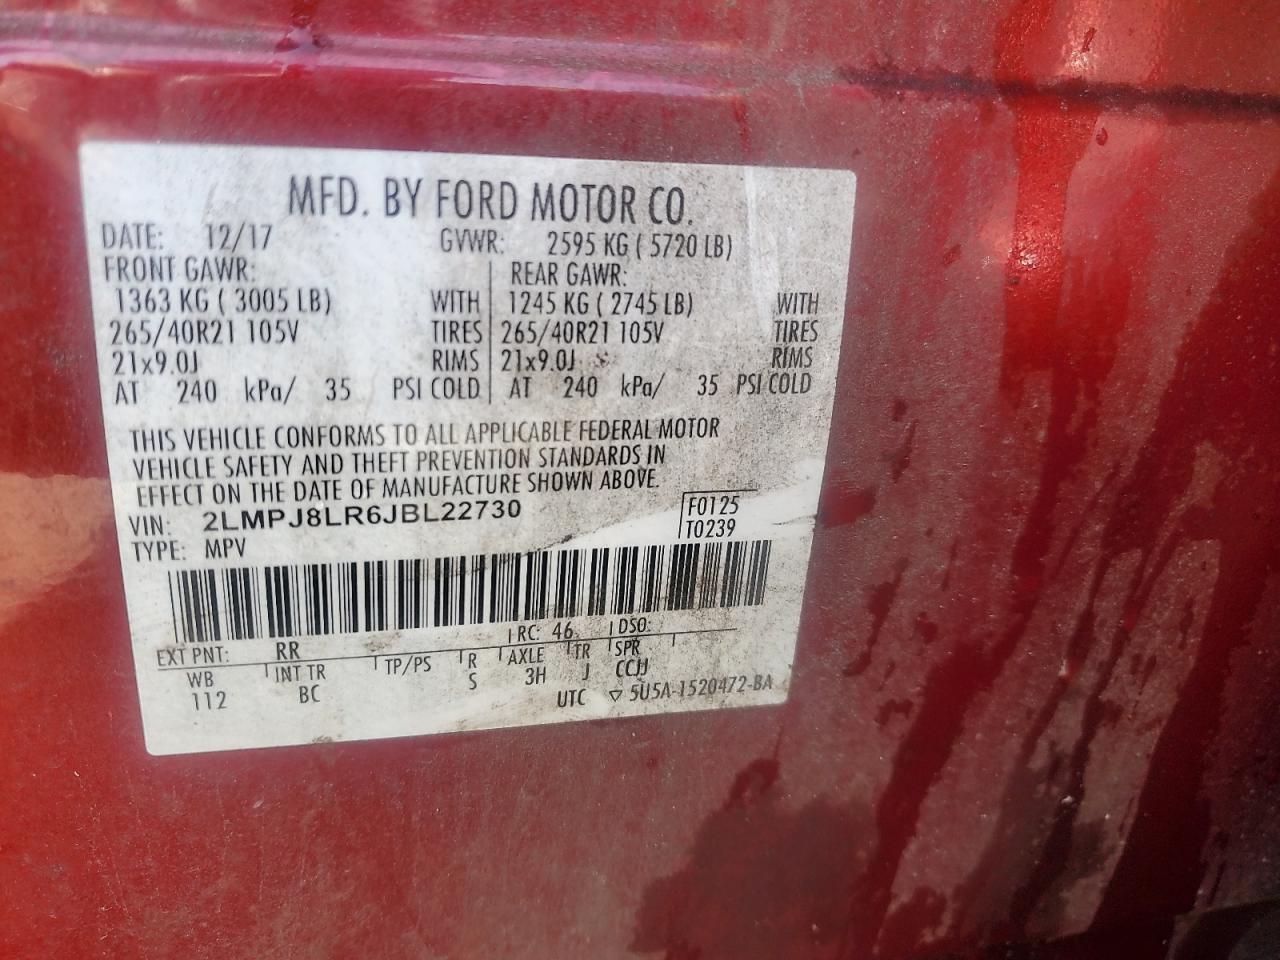 MFD. BY FORD MOTOR CO.
DATE: 12/17 GVWR: 2595 KG ( 5720 LB)
FRONT GAWR: REAR GAWR:
1363 KG ( 3005 LB) WITH 1245 KG ( 2745 LB) WITH
265/40R21 105V TIRES 265/40R21 105V TIRES
21x9.0J RIMS 21x9.0J RIMS
AT 240 kPa/ 35 PSI COLD AT 240 kPa/ 35 PSI COLD
THIS VEHICLE CONFORMS TO ALL APPLICABLE FEDERAL MOTOR
VEHICLE SAFETY AND THEFT PREVENTION STANDARDS IN
EFFECT ON THE DATE OF MANUFACTURE SHOWN ABOVE.
VIN: 2LMPJ8LR6JBL22730 F0125
TYPE: MPV T0239
EXT PNT: RR RC: 46 DSO:
WB INT TR TP/PS R AXLE TR SPR
112 BC S 3H J CCJJ
UTC ▽ 5U5A-1520472-BA